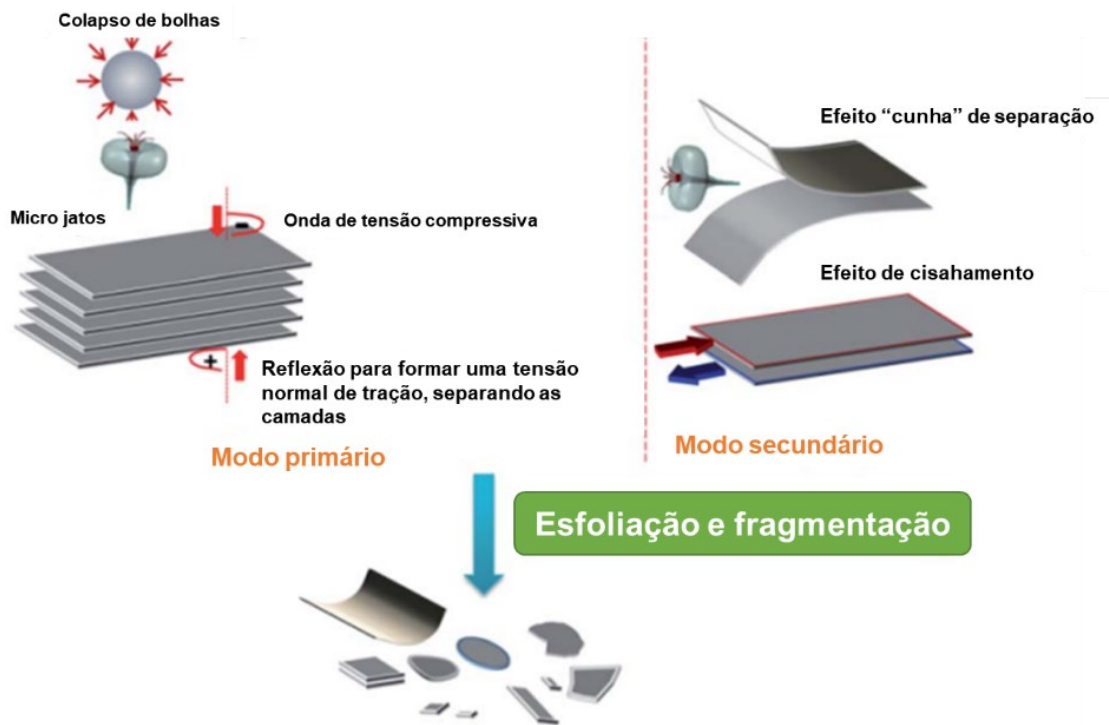 Colapso de bolhas
Micro jatos
Onda de tensão compressiva
Reflexão para formar uma tensão
normal de tração, separando as
camadas
Modo primário
Efeito “cunha” de separação
Efeito de cisahamento
Modo secundário
Esfoliação e fragmentação